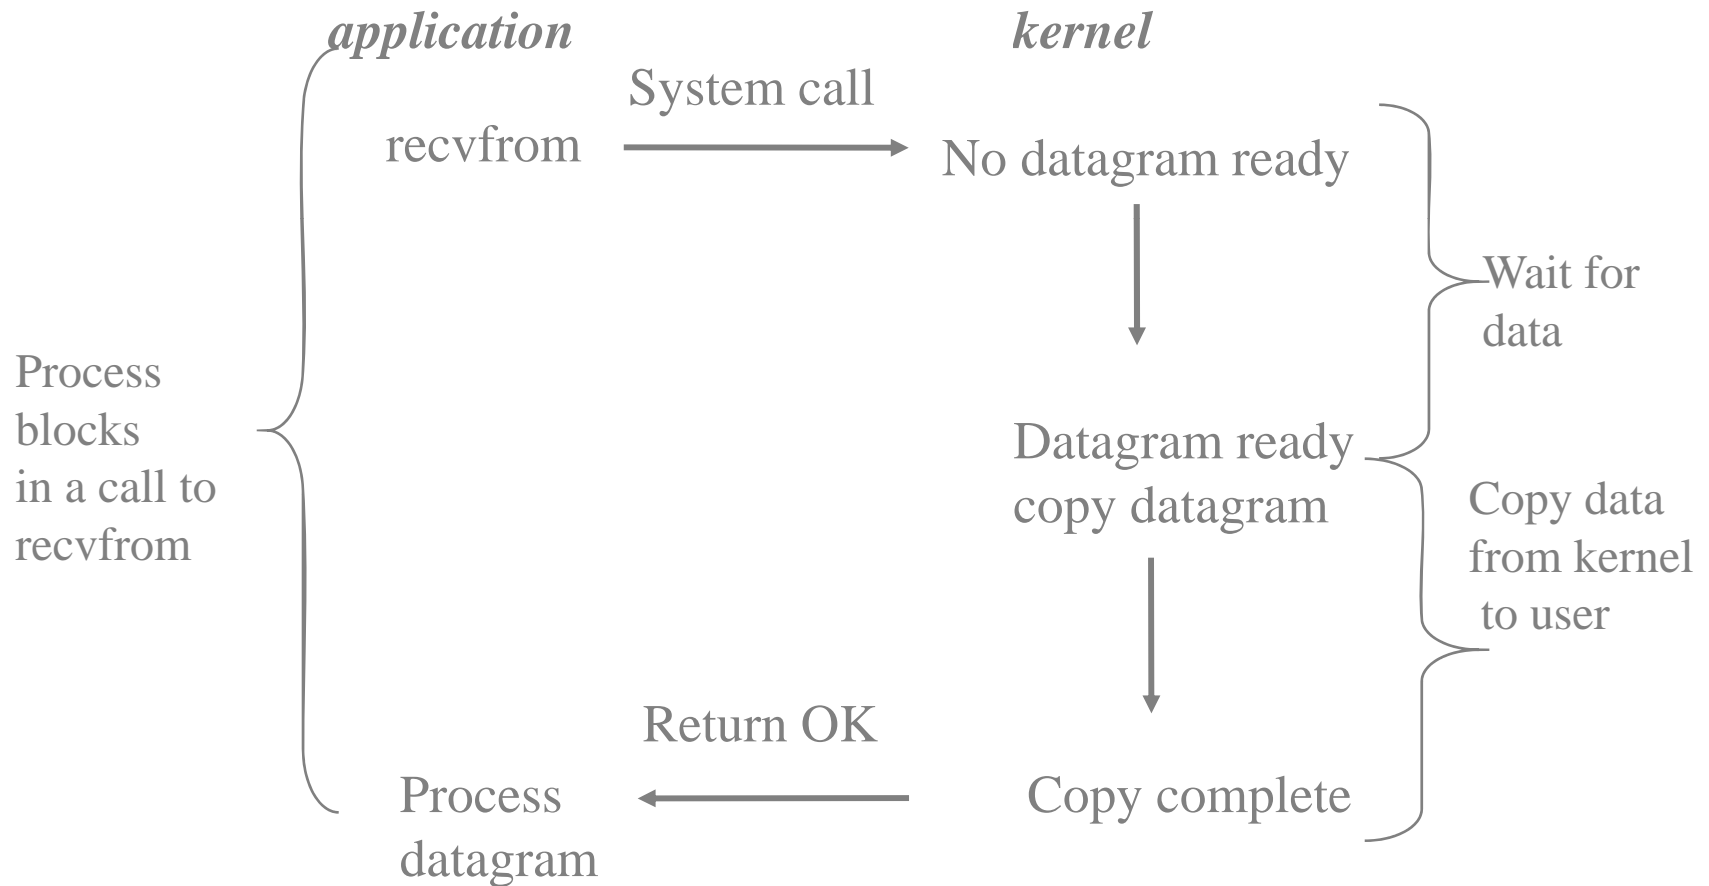 application
kernel
System call
recvfrom
No datagram ready
Wait for
data
Process
blocks
in a call to
recvfrom
Datagram ready
copy datagram
Copy data
from kernel
to user
Return OK
Process
datagram
Copy complete